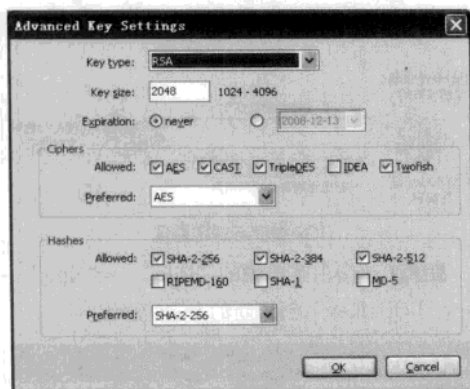 Advanced Key Settings
Key type: RSA
Key size: 2048 1024 - 4096
Expiration: never 2008-12-13
Ciphers
Allowed: AES CAST TripleDES IDEA Twofish
Preferred: AES
Hashes
Allowed: SHA-2-256 SHA-2-384 SHA-2-512
RIPEMD-160 SHA-1 MD-5
Preferred: SHA-2-256
OK Cancel